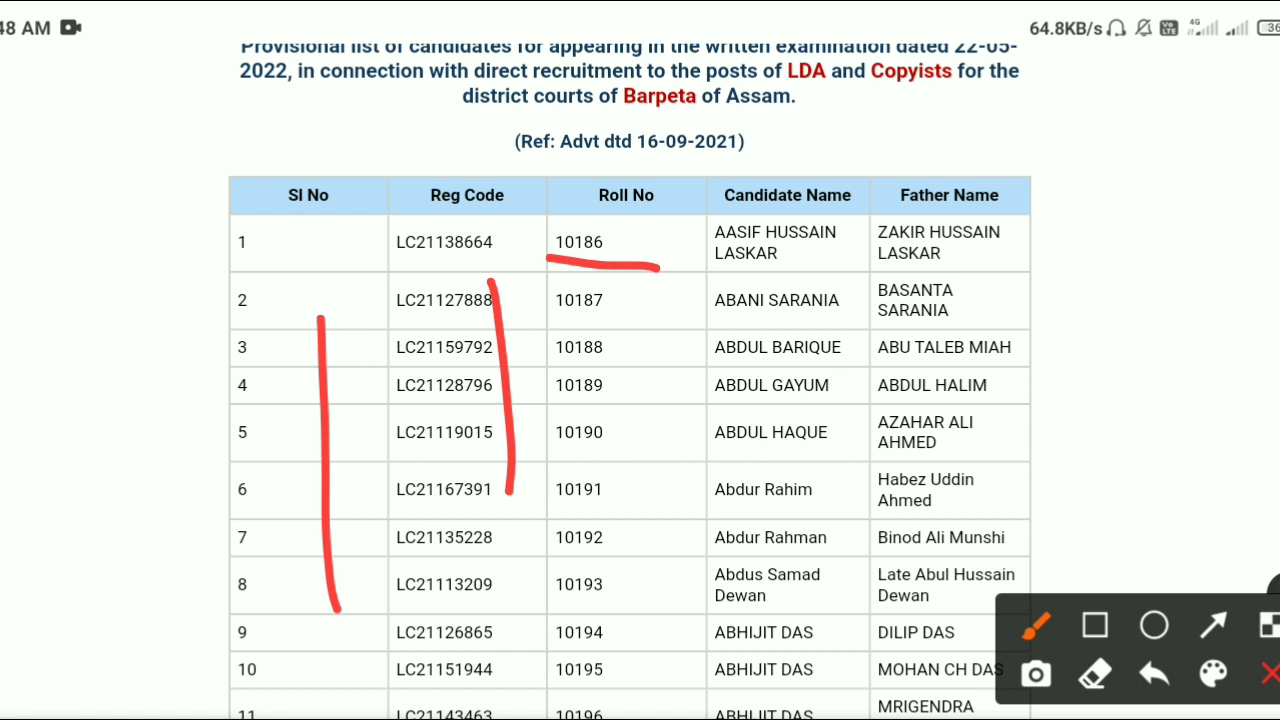 48 AM
64.8KB/s
Vo LTE
4G
36
Provisional list of candidates for appearing in the written examination dated 22-05-
2022, in connection with direct recruitment to the posts of LDA and Copyists for the
district courts of Barpeta of Assam.
(Ref: Advt dtd 16-09-2021)
Sl No Reg Code Roll No Candidate Name Father Name
1 LC21138664 10186 AASIF HUSSAIN LASKAR ZAKIR HUSSAIN LASKAR
2 LC21127888 10187 ABANI SARANIA BASANTA SARANIA
3 LC21159792 10188 ABDUL BARIQUE ABU TALEB MIAH
4 LC21128796 10189 ABDUL GAYUM ABDUL HALIM
5 LC21119015 10190 ABDUL HAQUE AZAHAR ALI AHMED
6 LC21167391 10191 Abdur Rahim Habez Uddin Ahmed
7 LC21135228 10192 Abdur Rahman Binod Ali Munshi
8 LC21113209 10193 Abdus Samad Dewan Late Abul Hussain Dewan
9 LC21126865 10194 ABHIJIT DAS DILIP DAS
10 LC21151944 10195 ABHIJIT DAS MOHAN CH DAS
11 LC21143463 10196 ABHIJIT DAS MRIGENDRA